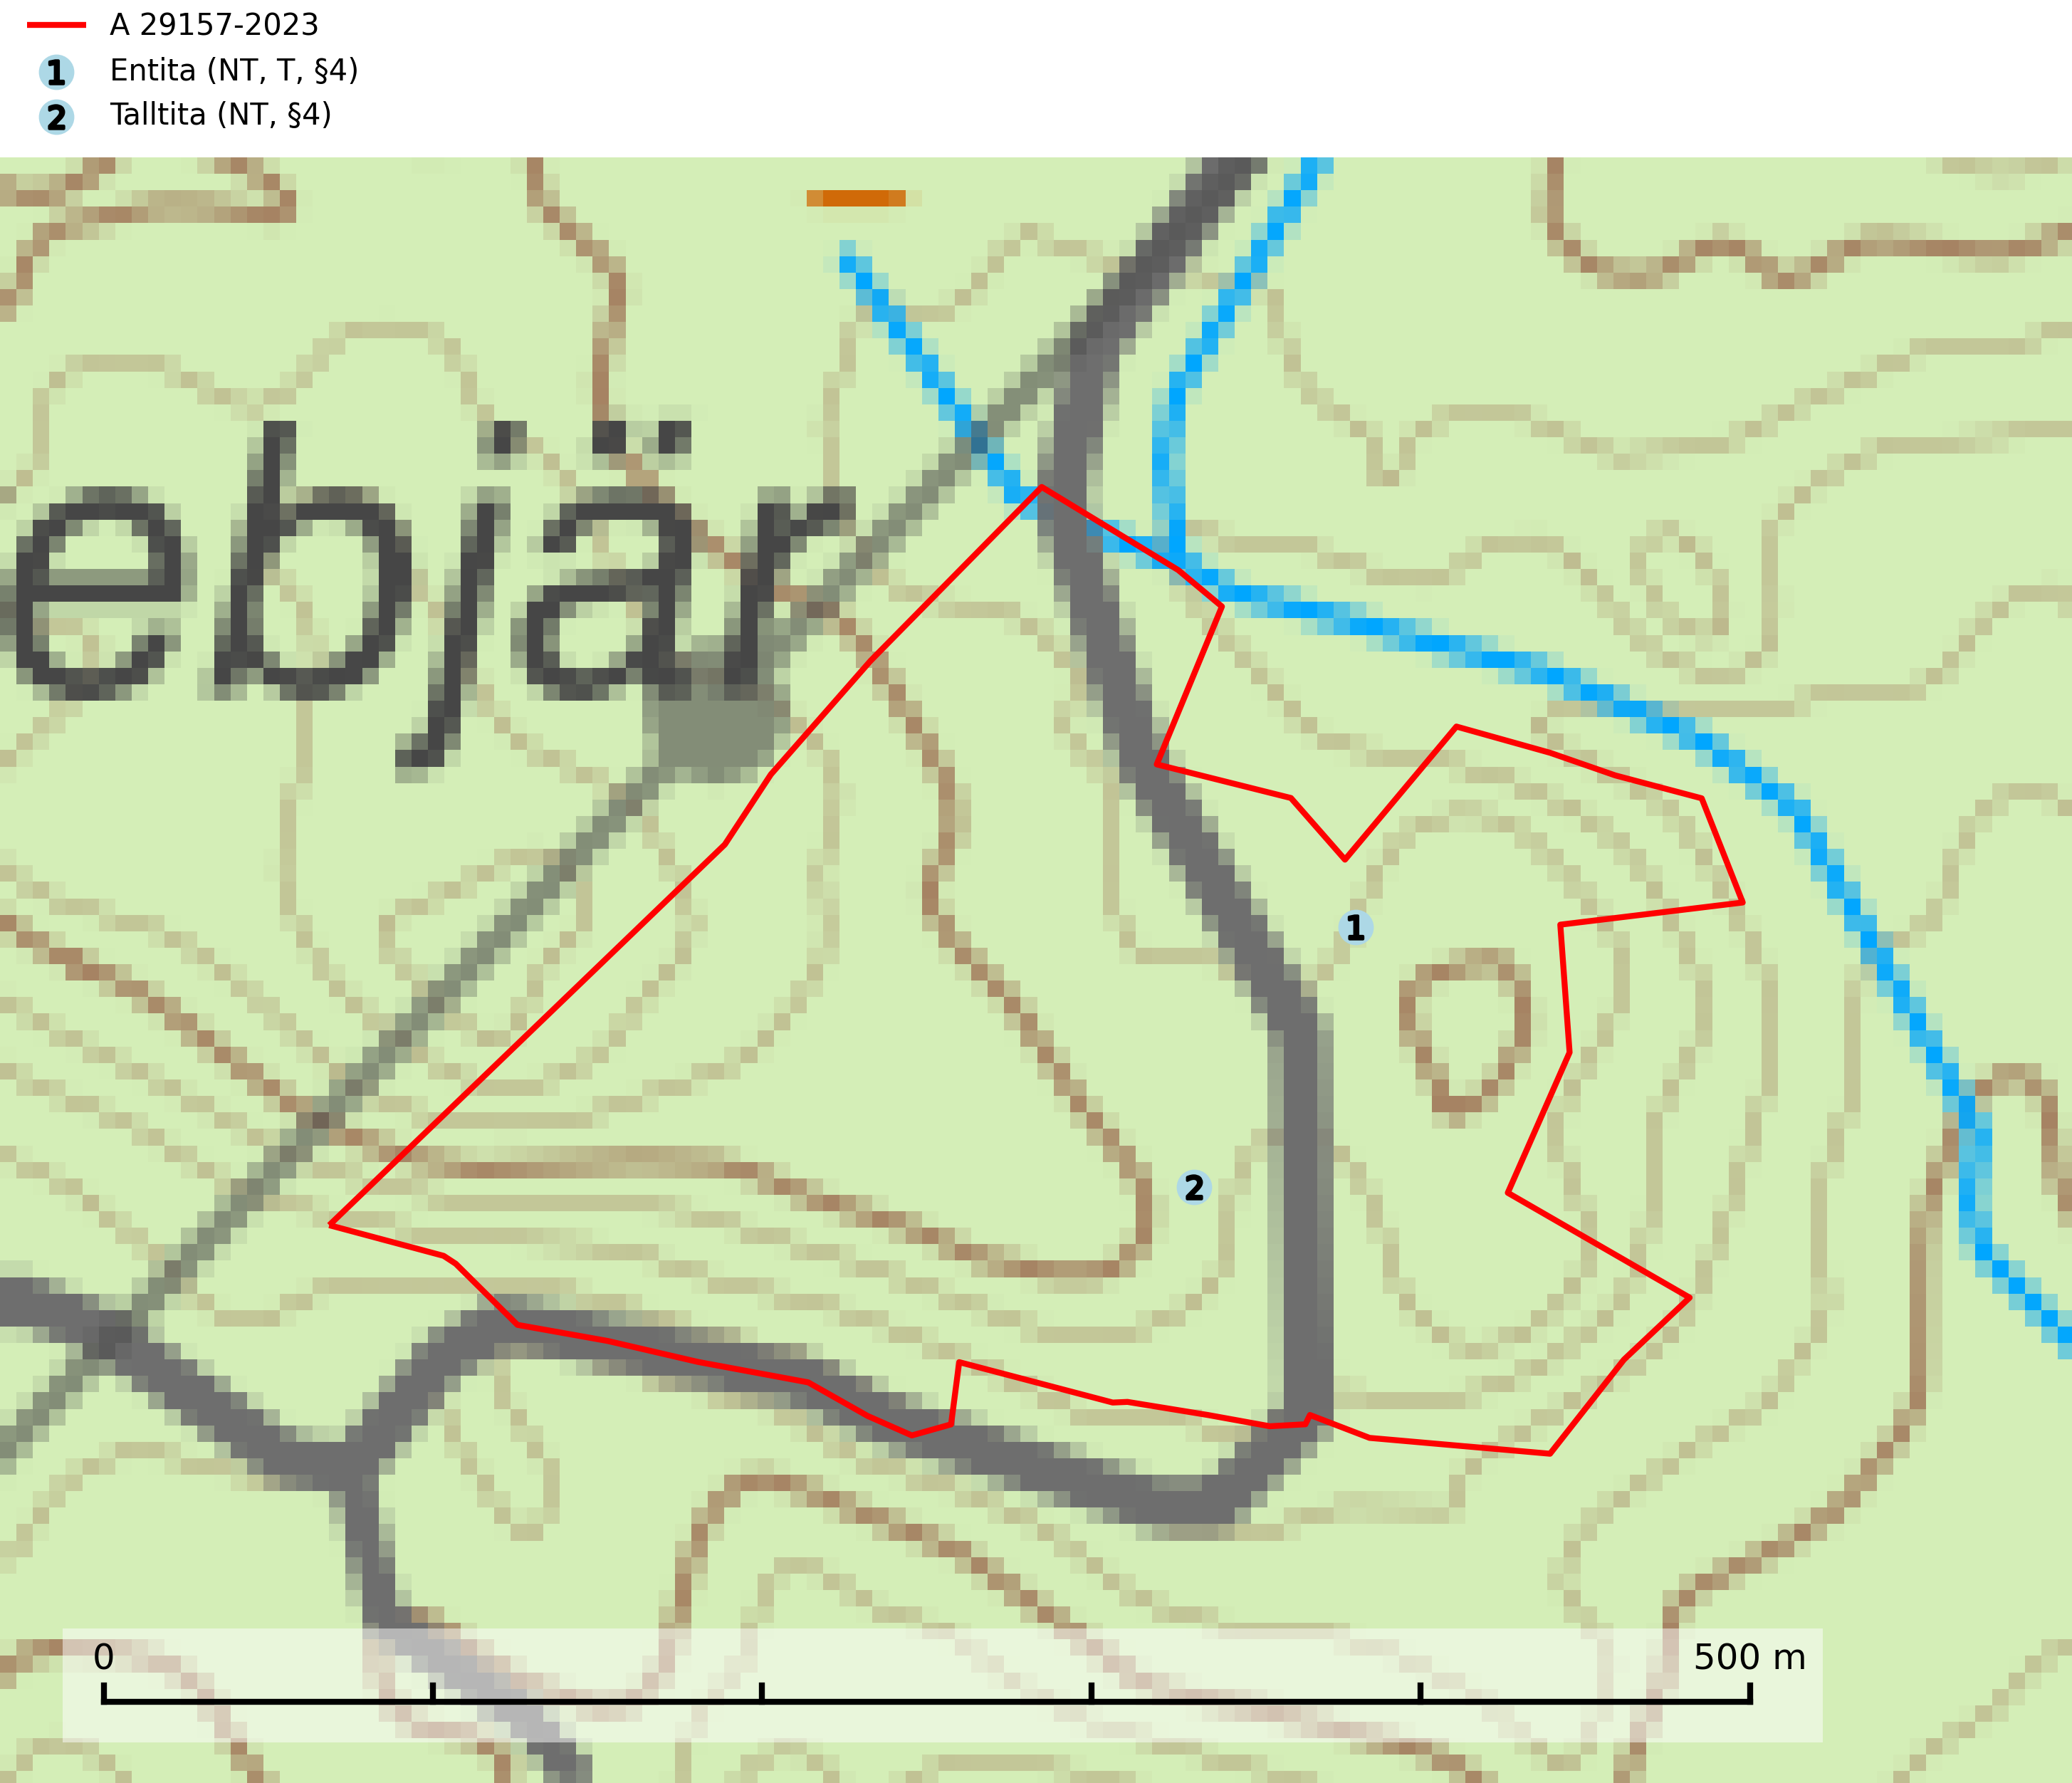 A 29157-2023
1 Entita (NT, T, §4)
2 Talltita (NT, §4)
ebjär
1
2
0 500 m